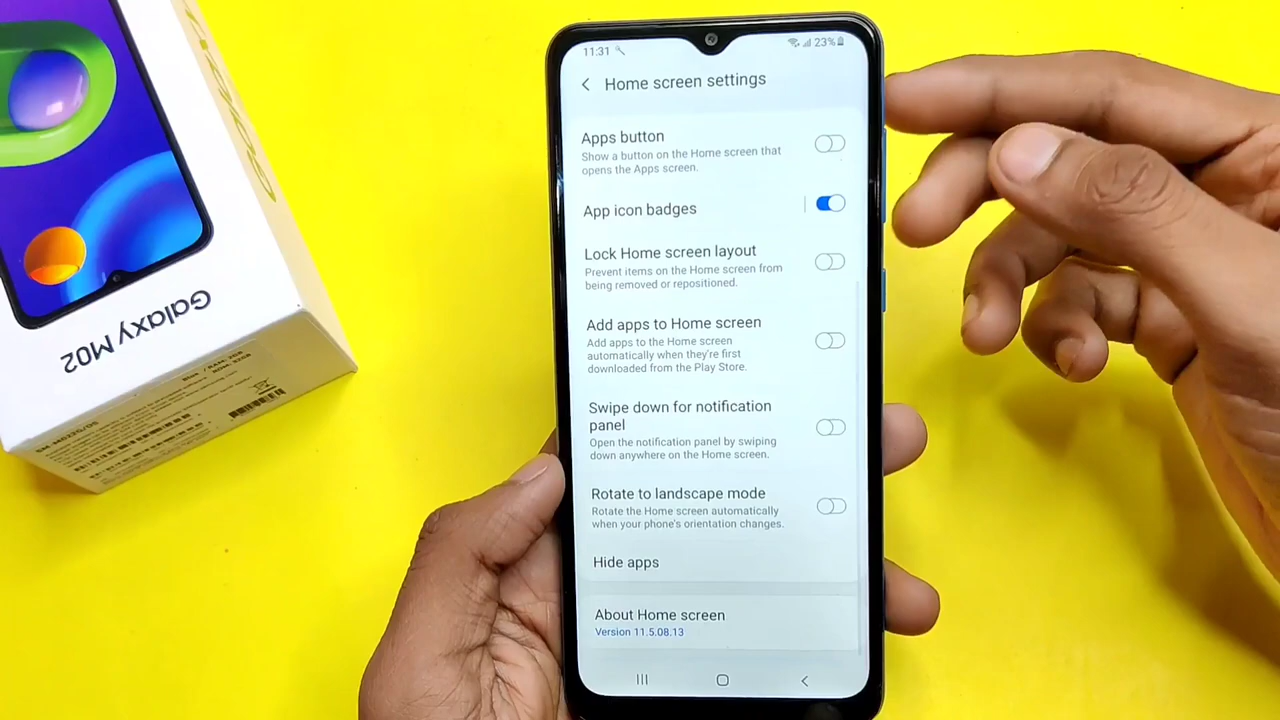 11:31
23%
Home screen settings
Apps button
Show a button on the Home screen that
opens the Apps screen.
App icon badges
Lock Home screen layout
Prevent items on the Home screen from
being removed or repositioned.
Add apps to Home screen
Add apps to the Home screen
automatically when they're first
downloaded from the Play Store.
Swipe down for notification
panel
Open the notification panel by swiping
down anywhere on the Home screen.
Rotate to landscape mode
Rotate the Home screen automatically
when your phone's orientation changes.
Hide apps
About Home screen
Version 11.5.08.13
Galaxy M02